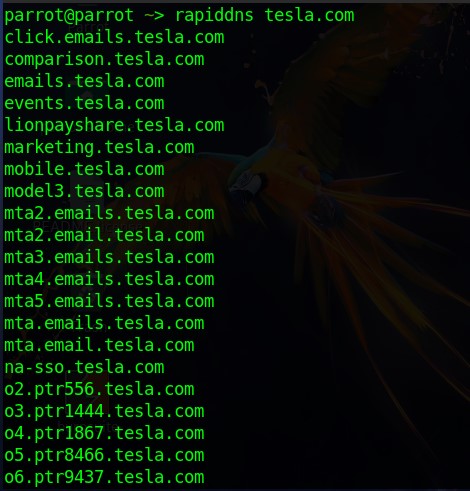 parrot@parrot ~> rapiddns tesla.com
click.emails.tesla.com
comparison.tesla.com
emails.tesla.com
events.tesla.com
lionpayshare.tesla.com
marketing.tesla.com
mobile.tesla.com
model3.tesla.com
mta2.emails.tesla.com
mta2.email.tesla.com
mta3.emails.tesla.com
mta4.emails.tesla.com
mta5.emails.tesla.com
mta.emails.tesla.com
mta.email.tesla.com
na-sso.tesla.com
o2.ptr556.tesla.com
o3.ptr1444.tesla.com
o4.ptr1867.tesla.com
o5.ptr8466.tesla.com
o6.ptr9437.tesla.com